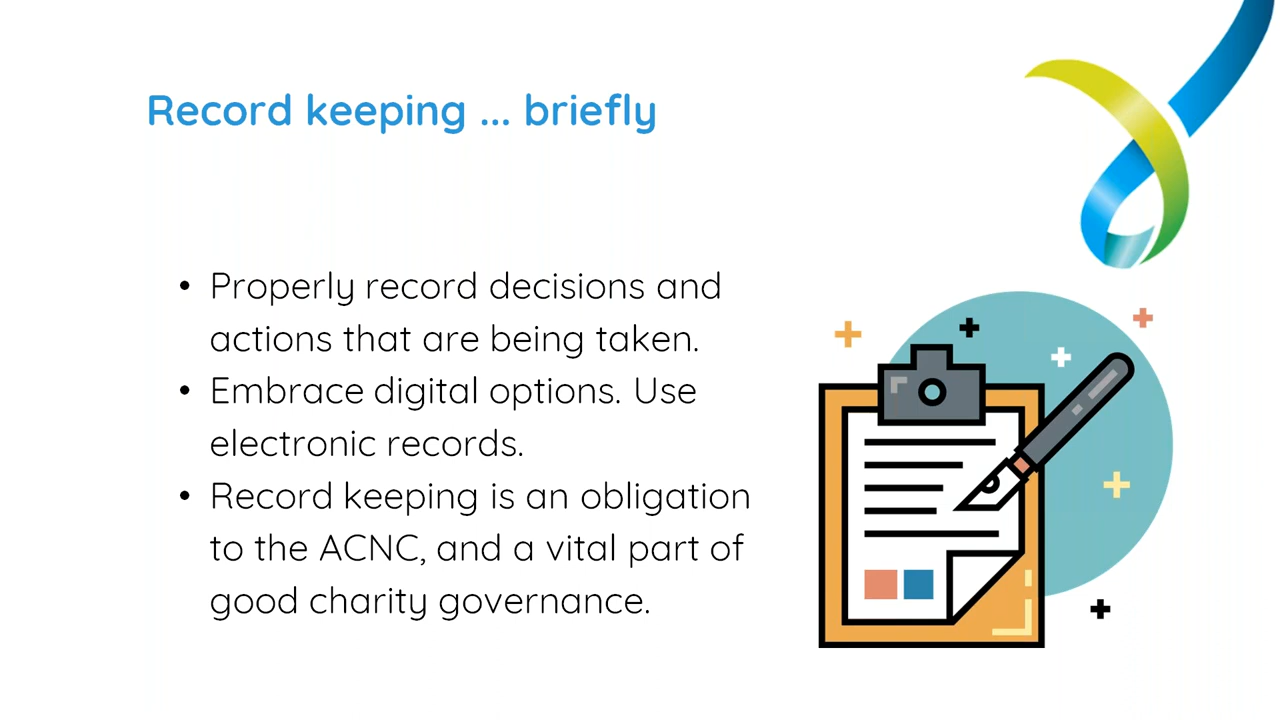 Record keeping ... briefly
• Properly record decisions and
actions that are being taken.
• Embrace digital options. Use
electronic records.
• Record keeping is an obligation
to the ACNC, and a vital part of
good charity governance.